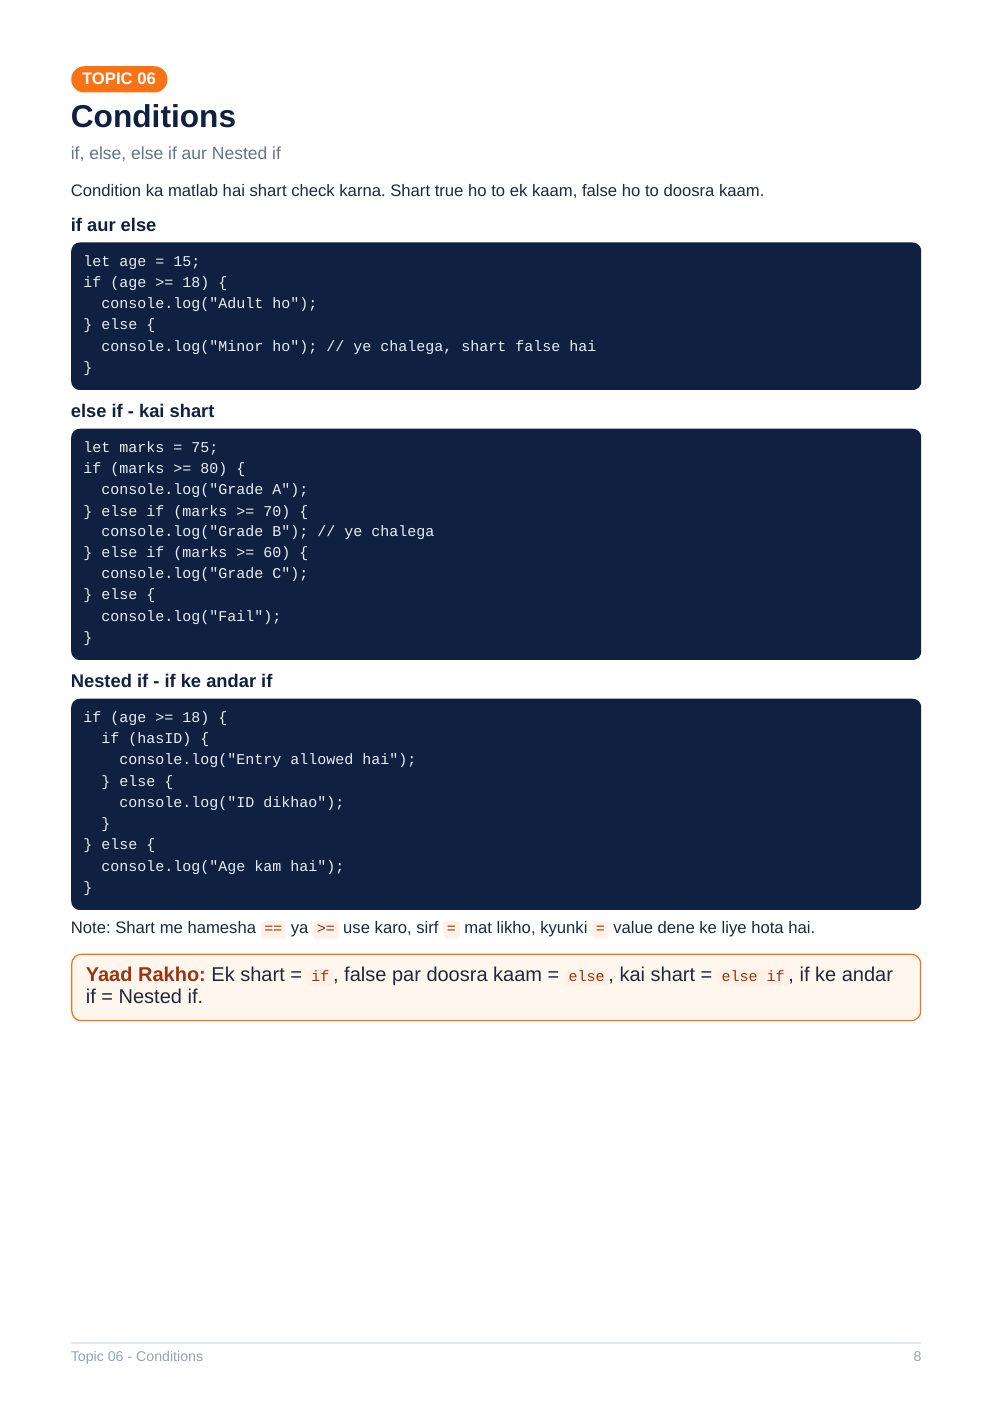 TOPIC 06
Conditions
if, else, else if aur Nested if
Condition ka matlab hai shart check karna. Shart true ho to ek kaam, false ho to doosra kaam.
if aur else
let age = 15;
if (age >= 18) {
  console.log("Adult ho");
} else {
  console.log("Minor ho"); // ye chalega, shart false hai
}
else if - kai shart
let marks = 75;
if (marks >= 80) {
  console.log("Grade A");
} else if (marks >= 70) {
  console.log("Grade B"); // ye chalega
} else if (marks >= 60) {
  console.log("Grade C");
} else {
  console.log("Fail");
}
Nested if - if ke andar if
if (age >= 18) {
  if (hasID) {
    console.log("Entry allowed hai");
  } else {
    console.log("ID dikhao");
  }
} else {
  console.log("Age kam hai");
}
Note: Shart me hamesha == ya >= use karo, sirf = mat likho, kyunki = value dene ke liye hota hai.
Yaad Rakho: Ek shart = if, false par doosra kaam = else, kai shart = else if, if ke andar
if = Nested if.
Topic 06 - Conditions 8